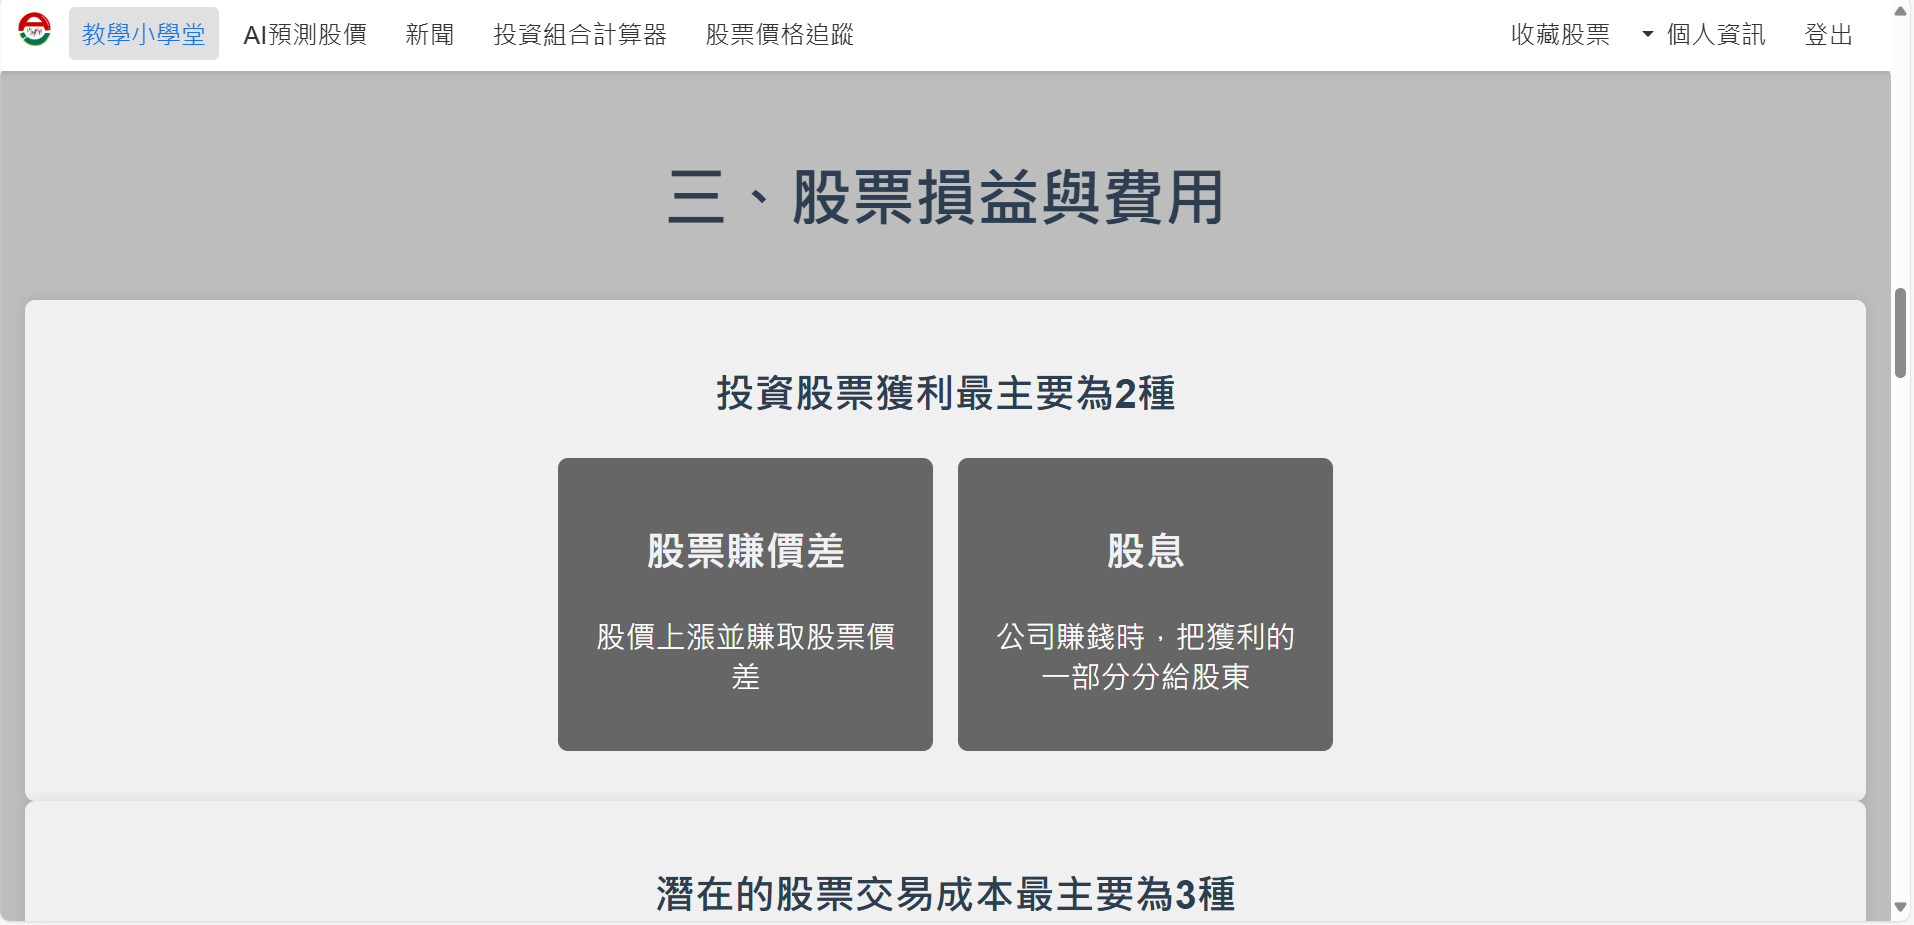 教學小學堂 AI預測股價 新聞 投資組合計算器 股票價格追蹤 收藏股票 個人資訊 登出
三、股票損益與費用
投資股票獲利最主要為2種
股票賺價差
股價上漲並賺取股票價
差
股息
公司賺錢時，把獲利的
一部分分給股東
潛在的股票交易成本最主要為3種